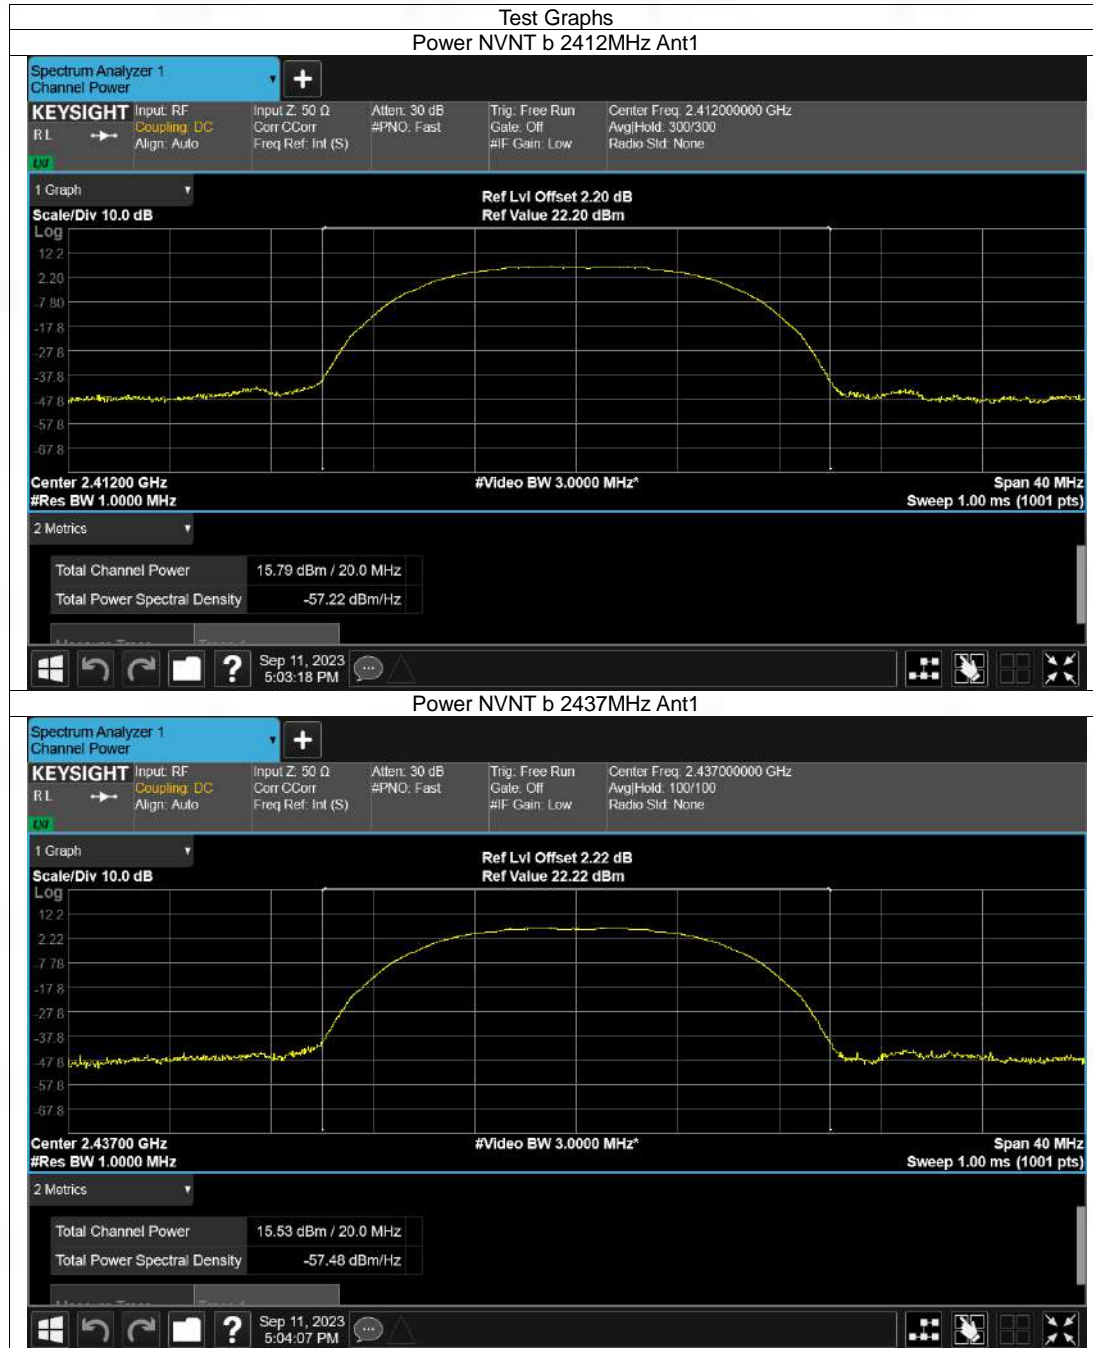 Test Graphs
Power NVNT b 2412MHz Ant1
Spectrum Analyzer 1
Channel Power
KEYSIGHT Input: RF Input Z: 50 Ω Atten: 30 dB Trig: Free Run Center Freq: 2.412000000 GHz
R L Coupling: DC Corr CCorr #PNO: Fast Gate: Off Avg|Hold: 300/300
Align: Auto Freq Ref: Int (S) #IF Gain: Low Radio Std: None
LXI
1 Graph Ref Lvl Offset 2.20 dB
Scale/Div 10.0 dB Ref Value 22.20 dBm
Log
12.2
2.20
-7.80
-17.8
-27.8
-37.8
-47.8
-57.8
-67.8
Center 2.41200 GHz #Video BW 3.0000 MHz* Span 40 MHz
#Res BW 1.0000 MHz Sweep 1.00 ms (1001 pts)
2 Metrics
Total Channel Power 15.79 dBm / 20.0 MHz
Total Power Spectral Density -57.22 dBm/Hz
? Sep 11, 2023
5:03:18 PM
Power NVNT b 2437MHz Ant1
Spectrum Analyzer 1
Channel Power
KEYSIGHT Input: RF Input Z: 50 Ω Atten: 30 dB Trig: Free Run Center Freq: 2.437000000 GHz
R L Coupling: DC Corr CCorr #PNO: Fast Gate: Off Avg|Hold: 100/100
Align: Auto Freq Ref: Int (S) #IF Gain: Low Radio Std: None
LXI
1 Graph Ref Lvl Offset 2.22 dB
Scale/Div 10.0 dB Ref Value 22.22 dBm
Log
12.2
2.22
-7.78
-17.8
-27.8
-37.8
-47.8
-57.8
-67.8
Center 2.43700 GHz #Video BW 3.0000 MHz* Span 40 MHz
#Res BW 1.0000 MHz Sweep 1.00 ms (1001 pts)
2 Metrics
Total Channel Power 15.53 dBm / 20.0 MHz
Total Power Spectral Density -57.48 dBm/Hz
? Sep 11, 2023
5:04:07 PM